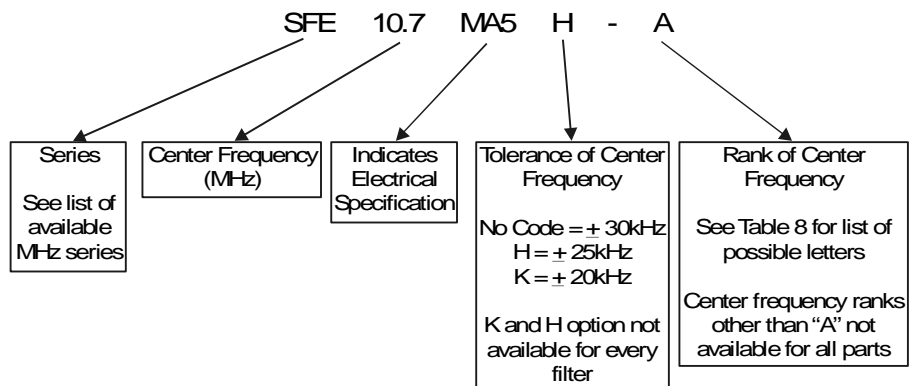 SFE 10.7 MA5 H - A
Series
See list of
available
MHz series
Center Frequency
(MHz)
Indicates
Electrical
Specification
Tolerance of Center
Frequency
No Code = ± 30kHz
H = ± 25kHz
K = ± 20kHz
K and H option not
available for every
filter
Rank of Center
Frequency
See Table 8 for list of
possible letters
Center frequency ranks
other than “A” not
available for all parts